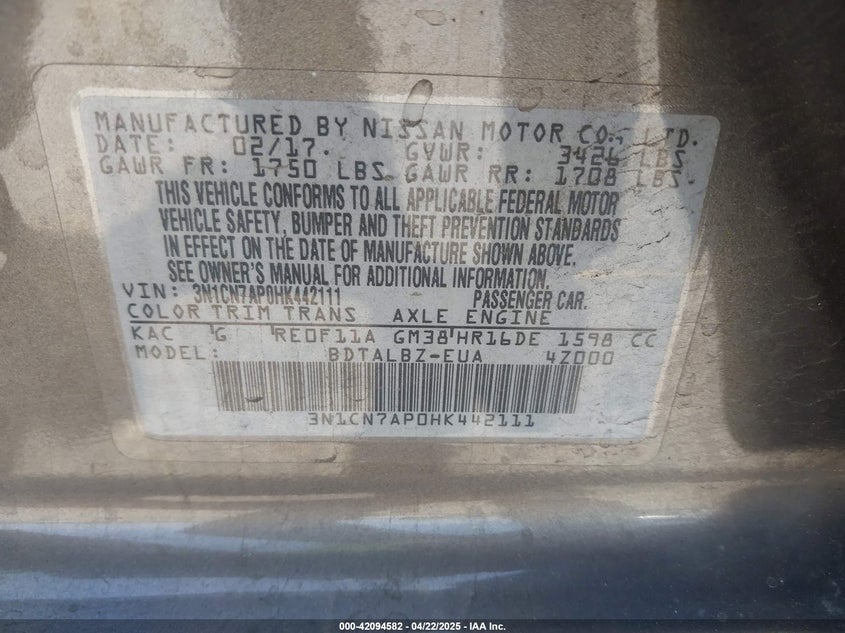 MANUFACTURED BY NISSAN MOTOR CO., LTD.
DATE: 02/17. GVWR: 3426 LBS
GAWR FR: 1750 LBS. GAWR RR: 1708 LBS.
THIS VEHICLE CONFORMS TO ALL APPLICABLE FEDERAL MOTOR
VEHICLE SAFETY, BUMPER AND THEFT PREVENTION STANDARDS
IN EFFECT ON THE DATE OF MANUFACTURE SHOWN ABOVE.
SEE OWNER'S MANUAL FOR ADDITIONAL INFORMATION.
VIN: 3N1CN7AP0HK442111 PASSENGER CAR.
COLOR TRIM TRANS AXLE ENGINE
KAC G RE0F11A GM38 HR16DE 1598 CC
MODEL: BDTALBZ-EUA 4Z000
3N1CN7AP0HK442111
000-42094582 - 04/22/2025 - IAA Inc.